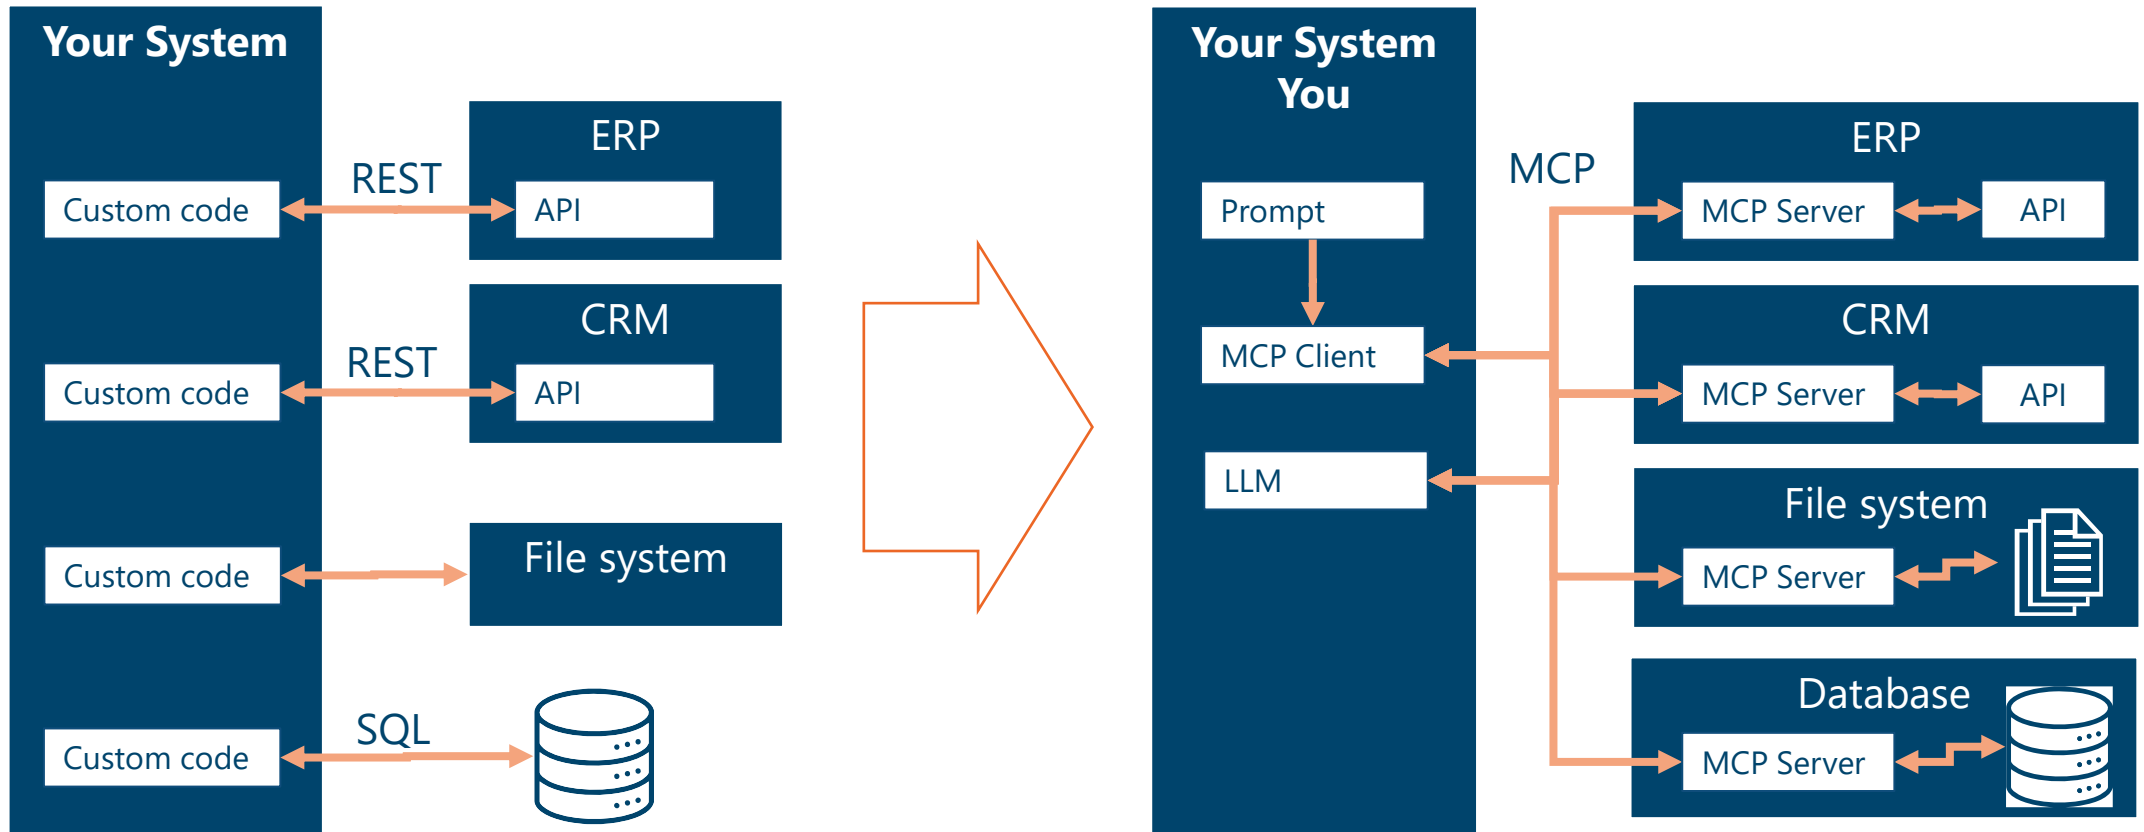 Your System
ERP
REST
Custom code
API
CRM
REST
Custom code
API
File system
Custom code
SQL
Custom code
Your System
You
MCP
ERP
Prompt
MCP Server
API
CRM
MCP Client
MCP Server
API
LLM
File system
MCP Server
Database
MCP Server